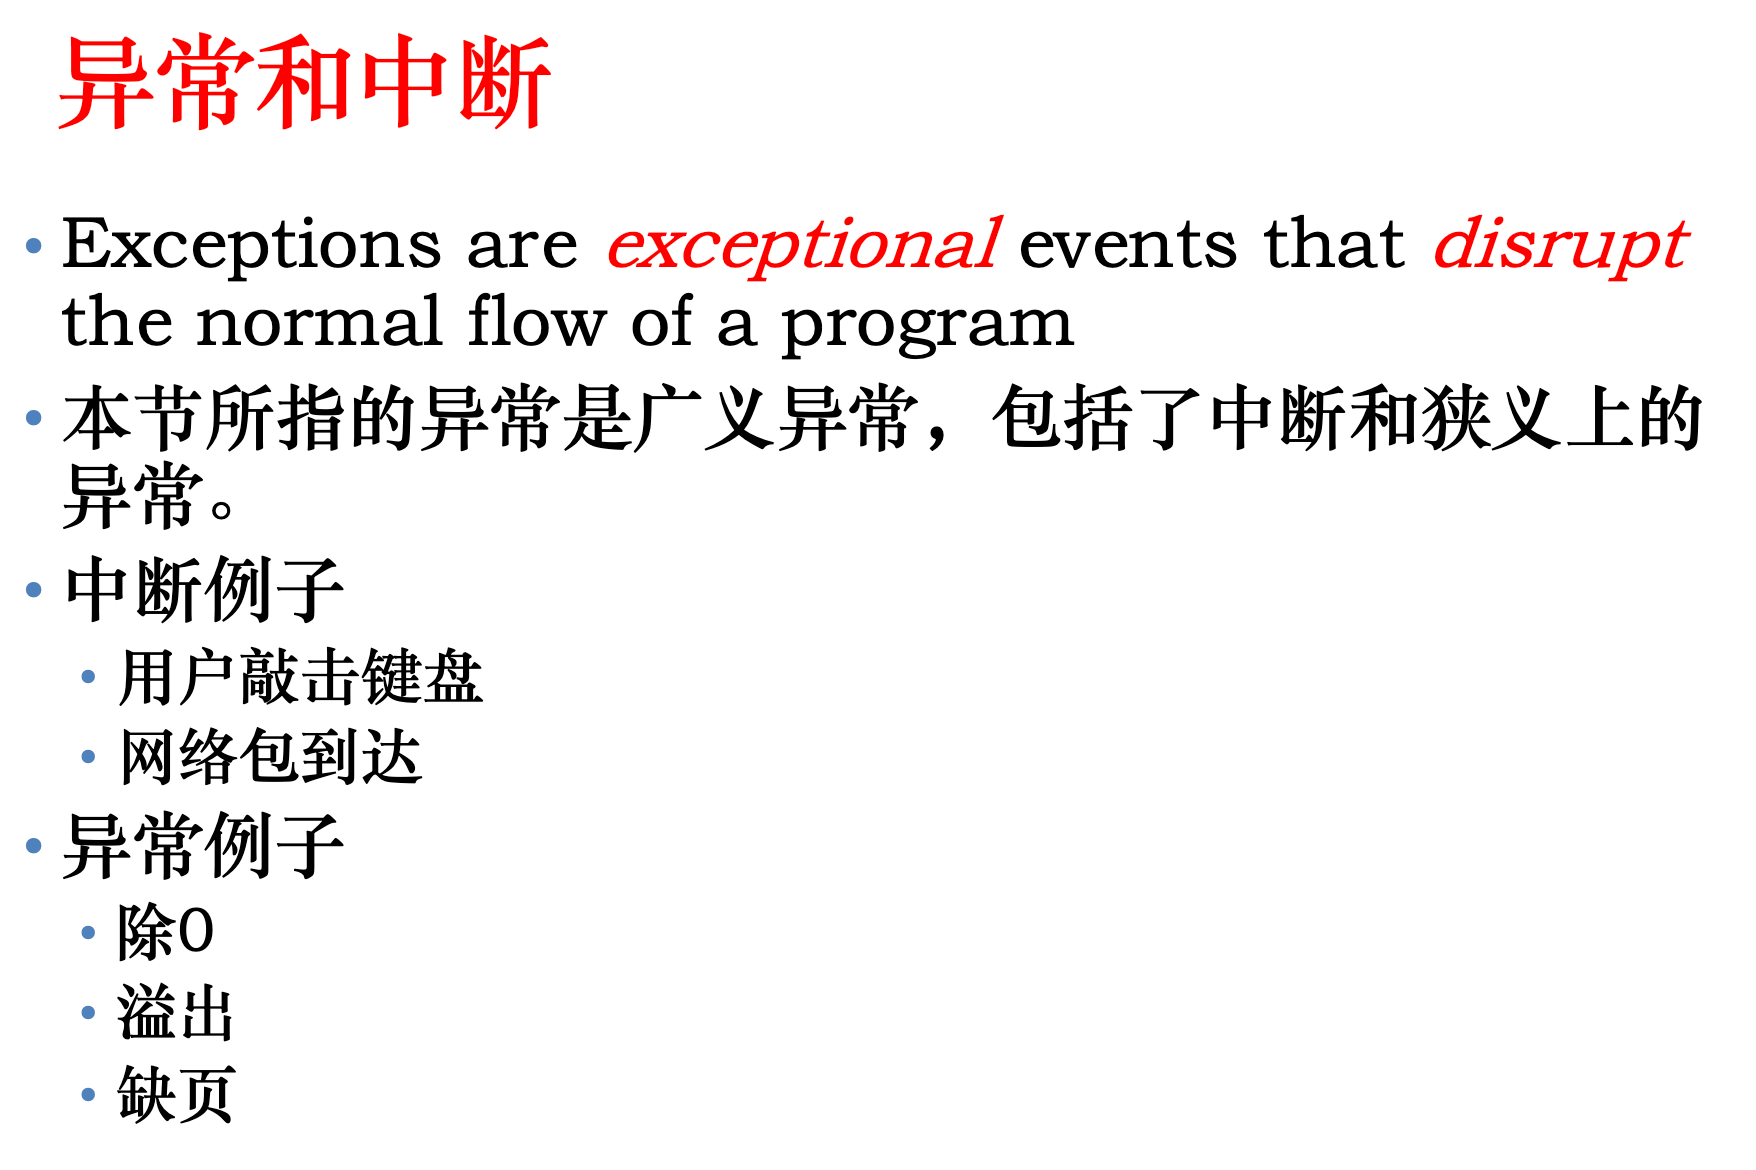 异常和中断
• Exceptions are exceptional events that disrupt
the normal flow of a program
• 本节所指的异常是广义异常，包括了中断和狭义上的
异常。
• 中断例子
• 用户敲击键盘
• 网络包到达
• 异常例子
• 除0
• 溢出
• 缺页